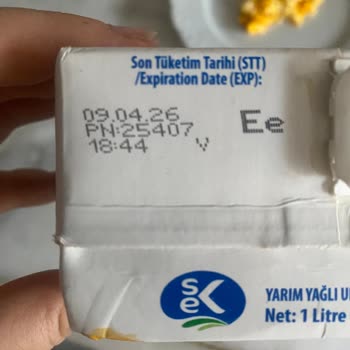 Son Tüketim Tarihi (STT)
/Expiration Date (EXP):
09.04.26
PN:25407
18:44 V
Ee
sek
YARIM YAĞLI
Net: 1 Litre